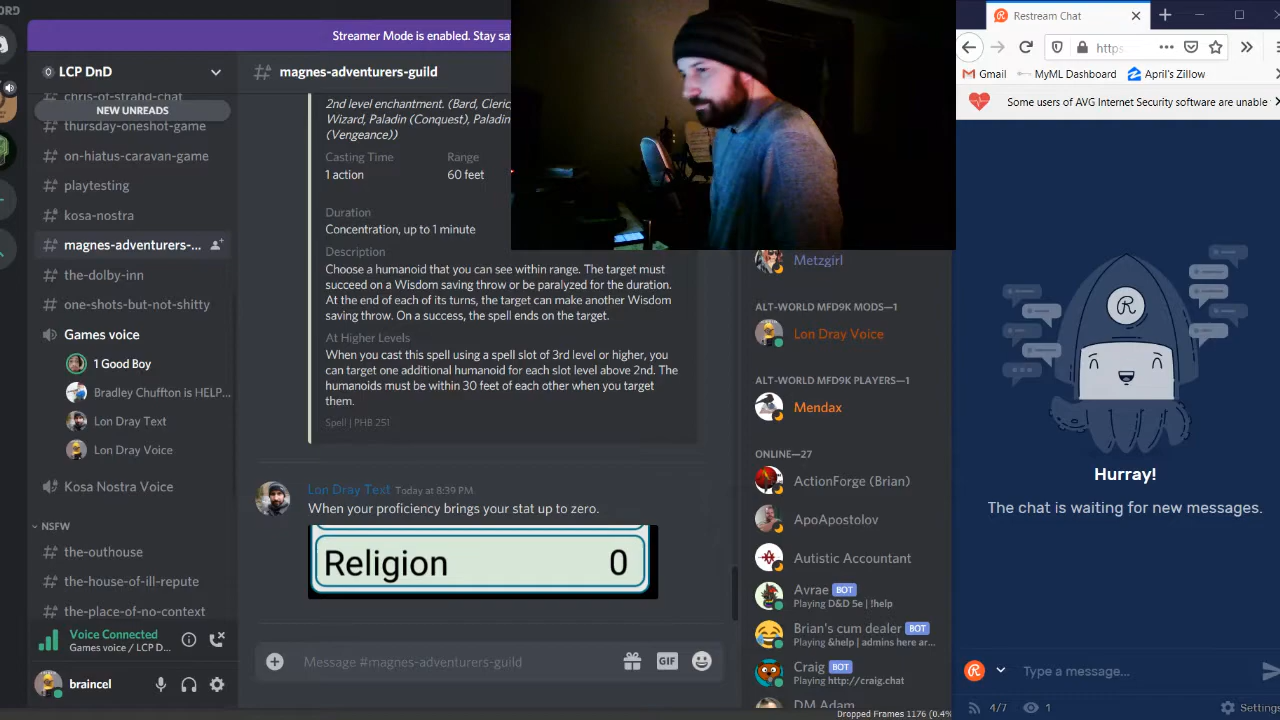 CORD
Streamer Mode is enabled. Stay saf
LCP DnD
chris-of-strahd-chat
NEW UNREADS
thursday-oneshot-game
on-hiatus-caravan-game
playtesting
kosa-nostra
magnes-adventurers-...
the-dolby-inn
one-shots-but-not-shitty
Games voice
1 Good Boy
Bradley Chuffton is HELP...
Lon Dray Text
Lon Dray Voice
Kysa Nostra Voice
NSFW
the-outhouse
the-house-of-ill-repute
the-place-of-no-context
Voice Connected
Games voice / LCP D...
magnes-adventurers-guild
2nd level enchantment. (Bard, Cleric,
Wizard, Paladin (Conquest), Paladin
(Vengeance))
Casting Time
Range
1 action
60 feet
Duration
Concentration, up to 1 minute
Description
Choose a humanoid that you can see within range. The target must
succeed on a Wisdom saving throw or be paralyzed for the duration.
At the end of each of its turns, the target can make another Wisdom
saving throw. On a success, the spell ends on the target.
At Higher Levels
When you cast this spell using a spell slot of 3rd level or higher, you
can target one additional humanoid for each slot level above 2nd. The
humanoids must be within 30 feet of each other when you target
them.
Spell | PHB 251
Lon Dray Text Today at 8:39 PM
When your proficiency brings your stat up to zero.
Religion 0
Message #magnes-adventurers-guild
GIF
Metzgirl
ALT-WORLD MFD9K MODS—1
Lon Dray Voice
ALT-WORLD MFD9K PLAYERS—1
Mendax
ONLINE—27
ActionForge (Brian)
ApoApostolov
Autistic Accountant
Avrae BOT
Playing D&D 5e | !help
Brian's cum dealer BOT
Playing &help | admins here ar...
Craig BOT
Playing http://craig.chat
DM Adam
Dropped Frames 1176 (0.4%
Restream Chat
https
Gmail
MyML Dashboard
April's Zillow
Some users of AVG Internet Security software are unable
R
Hurray!
The chat is waiting for new messages.
Type a message...
4/7
1
Settings